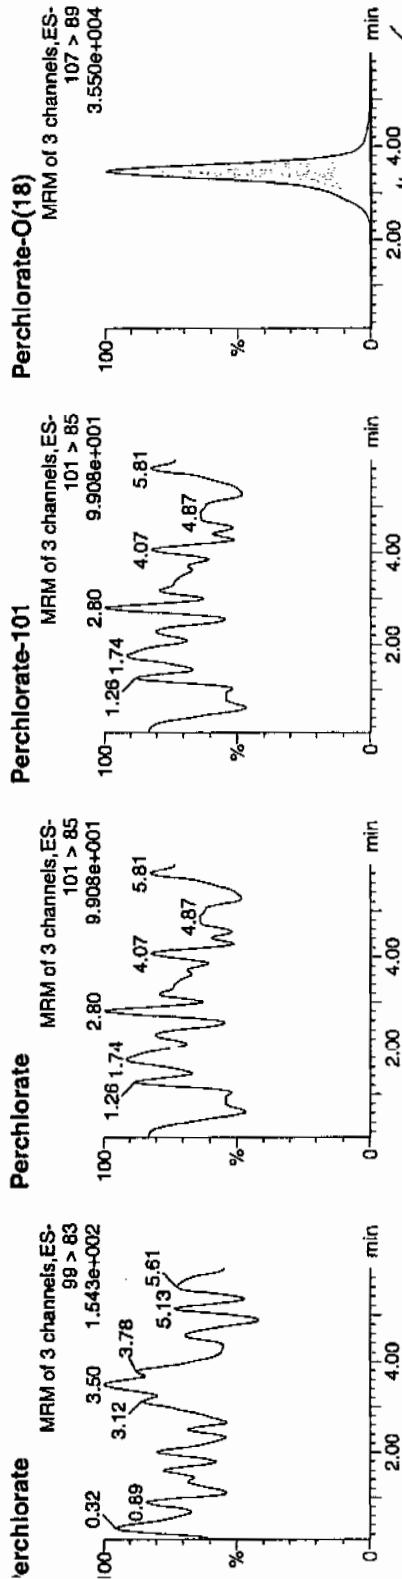 Perchlorate
MRM of 3 channels,ES-
99 > 83
1.543e+002
100
%
0
0.32
0.89
3.12
3.50
3.78
5.13
5.61
2.00
4.00
min
Perchlorate
MRM of 3 channels,ES-
101 > 85
9.908e+001
100
%
0
1.26
1.74
2.80
4.07
4.87
5.81
2.00
4.00
min
Perchlorate-101
MRM of 3 channels,ES-
101 > 85
9.908e+001
100
%
0
1.26
1.74
2.80
4.07
4.87
5.81
2.00
4.00
min
Perchlorate-O(18)
MRM of 3 channels,ES-
107 > 89
3.550e+004
100
%
0
2.00
4.00
min